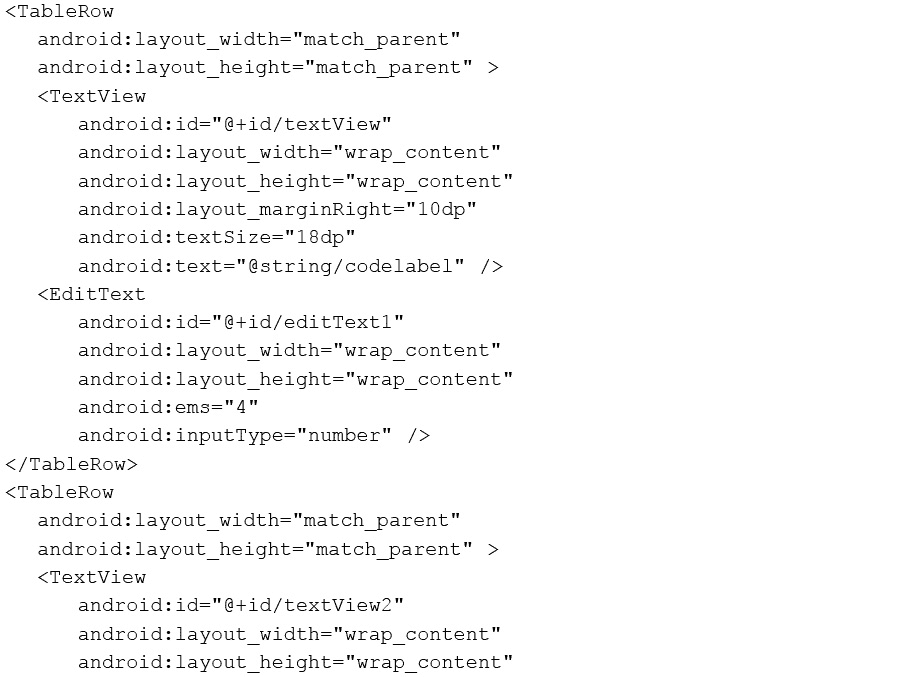 <TableRow
android:layout_width="match_parent"
android:layout_height="match_parent" >
<TextView
android:id="@+id/textView"
android:layout_width="wrap_content"
android:layout_height="wrap_content"
android:layout_marginRight="10dp"
android:textSize="18dp"
android:text="@string/codelabel" />
<EditText
android:id="@+id/editText1"
android:layout_width="wrap_content"
android:layout_height="wrap_content"
android:ems="4"
android:inputType="number" />
</TableRow>
<TableRow
android:layout_width="match_parent"
android:layout_height="match_parent" >
<TextView
android:id="@+id/textView2"
android:layout_width="wrap_content"
android:layout_height="wrap_content"